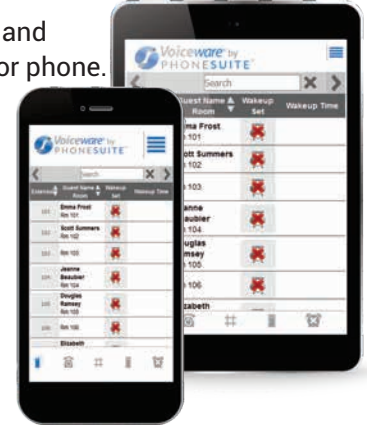 and
or phone.
Voiceware by
PHONESUITE
Search
Guest Name
Room
Wakeup
Set
Wakeup Time
ma Frost
101
ott Summers
102
103
anne
aubier
104
uglas
msey
105
106
zabeth
Voiceware by
PHONESUITE
Search
Extension
Guest Name
Room
Wakeup
Set
Wakeup Time
101
Emma Frost
Rm 101
102
Scott Summers
Rm 102
103
Rm 103
104
Jeanne
Beaubier
Rm 104
105
Douglas
Ramsey
Rm 105
106
Rm 106
Elizabeth